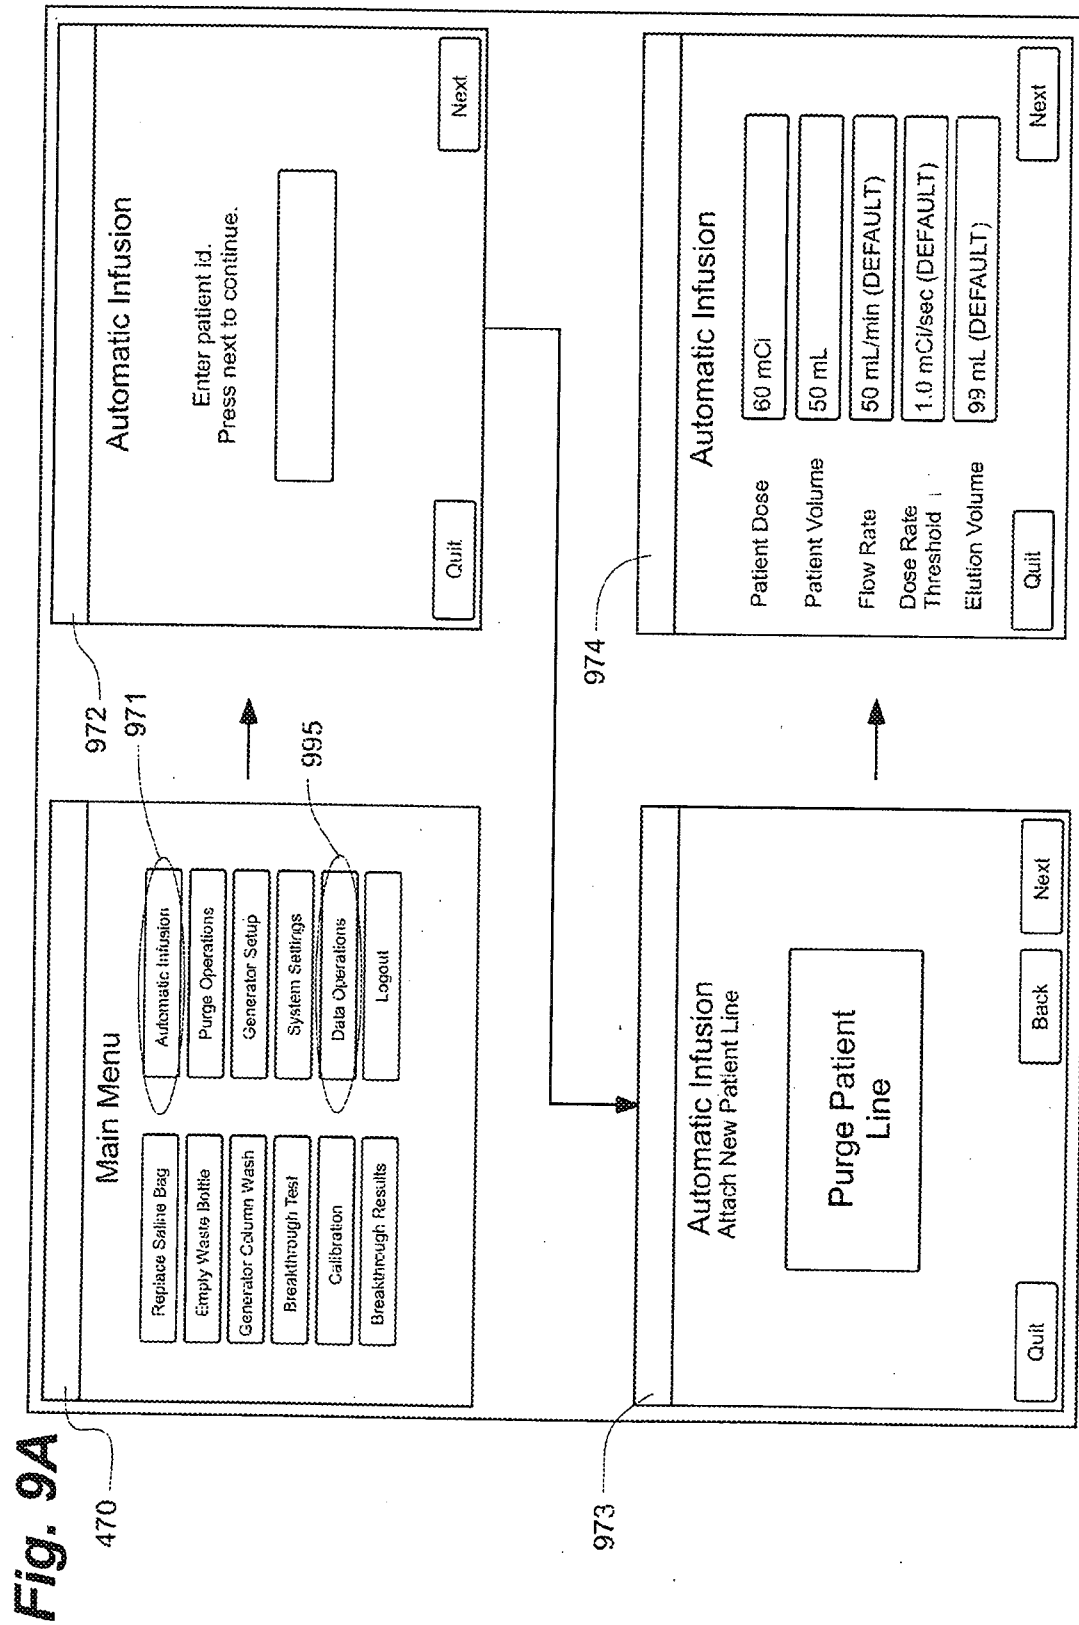 Fig. 9A
470
Main Menu
Replace Saline Bag
Automatic Infusion
Empty Waste Bottle
Purge Operations
Generator Column Wash
Generator Setup
Breakthrough Test
System Settings
Calibration
Data Operations
Breakthrough Results
Logout
971
995
972
Automatic Infusion
Enter patient id.
Press next to continue.
Quit
Next
973
Automatic Infusion
Attach New Patient Line
Purge Patient
Line
Quit
Back
Next
974
Automatic Infusion
Patient Dose
60 mCi
Patient Volume
50 mL
Flow Rate
50 mL/min (DEFAULT)
Dose Rate
Threshold
1.0 mCi/sec (DEFAULT)
Elution Volume
99 mL (DEFAULT)
Quit
Next